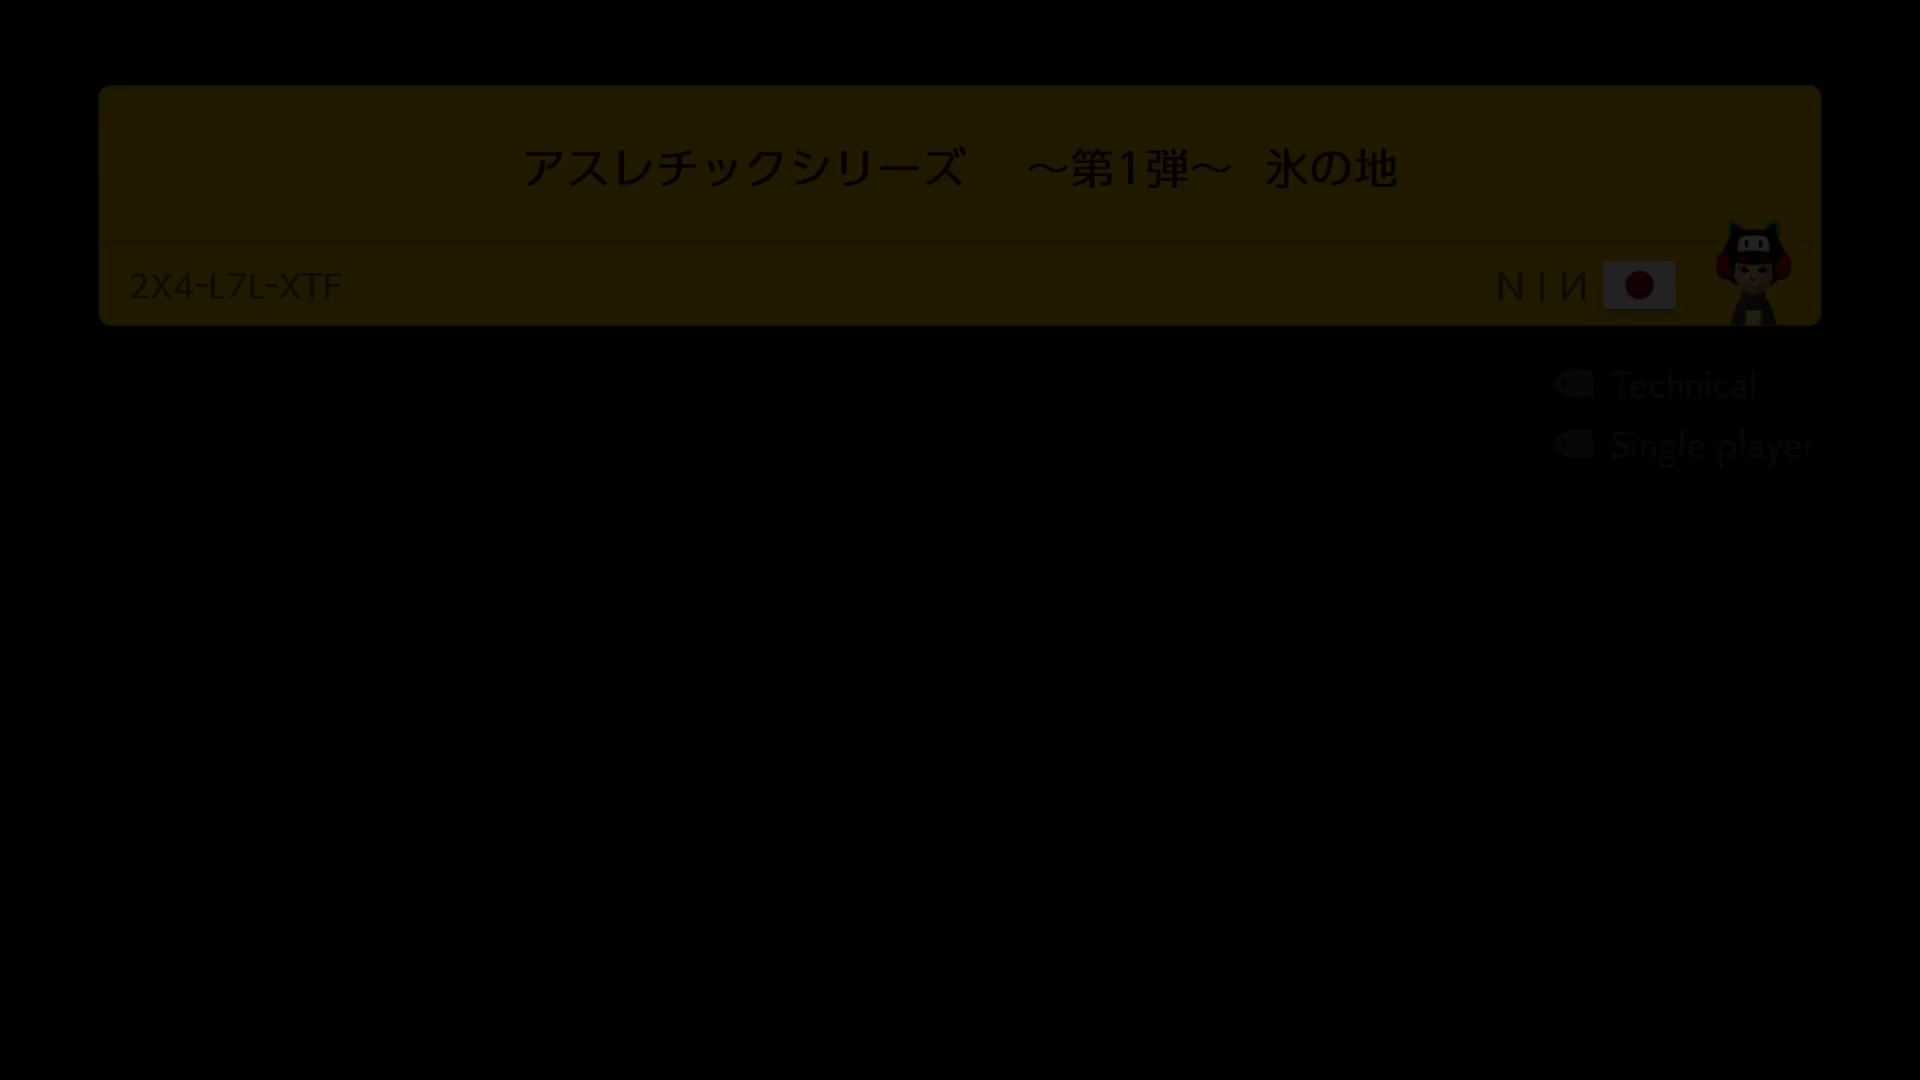 アスレチックシリーズ　～第1弾～ 氷の地
2X4-L7L-XTF
N I И
Technical
Single player